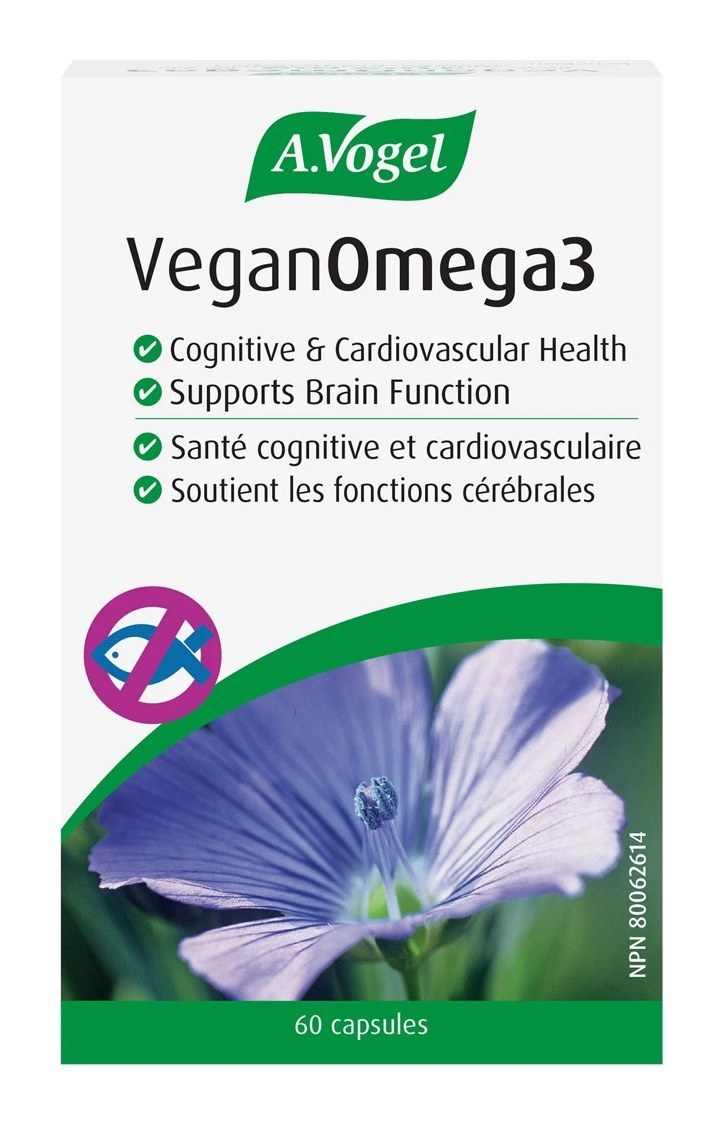 A.Vogel
VeganOmega3
Cognitive & Cardiovascular Health
Supports Brain Function
Santé cognitive et cardiovasculaire
Soutient les fonctions cérébrales
NPN 80062614
60 capsules